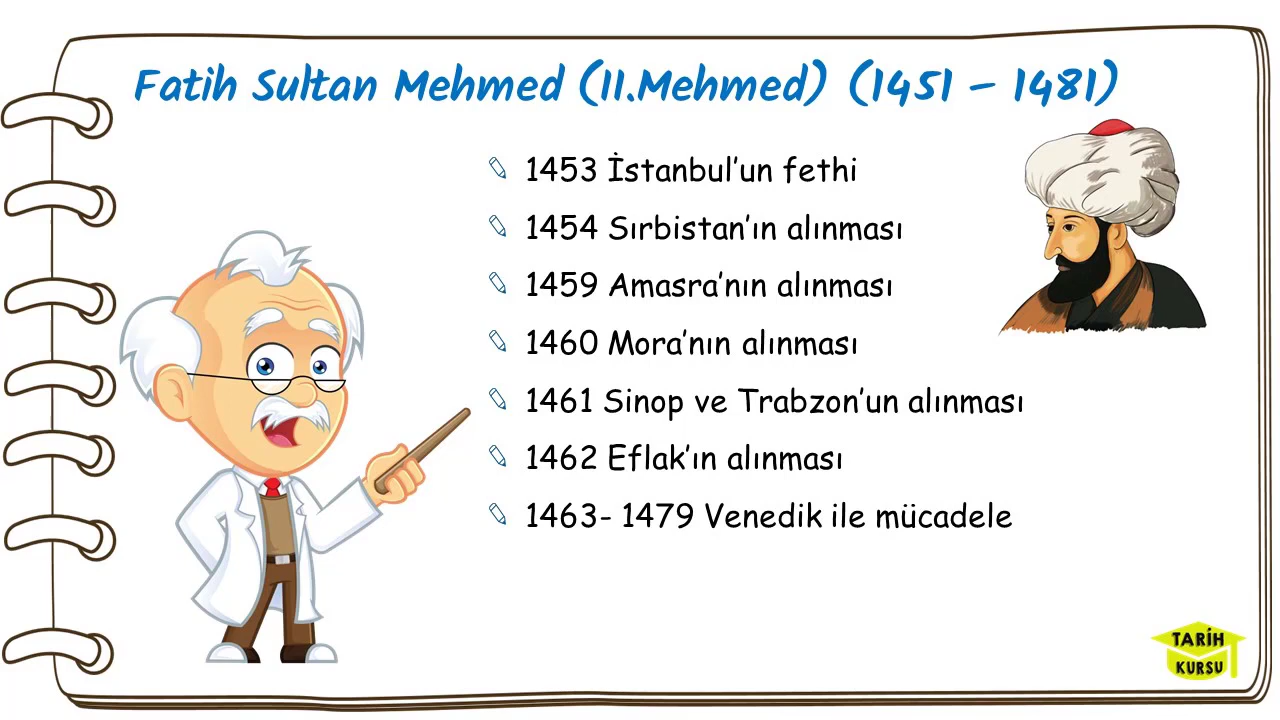 Fatih Sultan Mehmed (II.Mehmed) (1451 – 1481)
1453 İstanbul’un fethi
1454 Sırbistan’ın alınması
1459 Amasra’nın alınması
1460 Mora’nın alınması
1461 Sinop ve Trabzon’un alınması
1462 Eflak’ın alınması
1463- 1479 Venedik ile mücadele
TARİH
KURSU